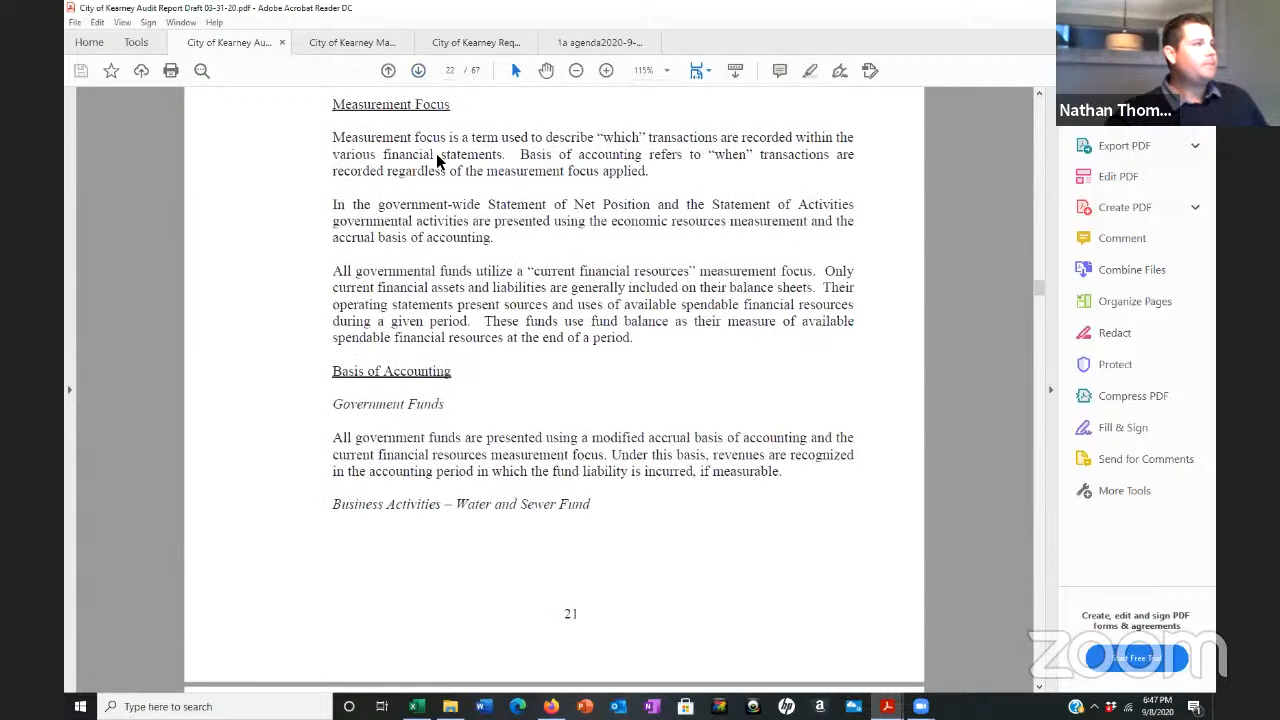 City of Kearney Audit Report Draft 03-31-20.pdf - Adobe Acrobat Reader DC
File Edit View Sign Window Help
Home Tools City of Kearney Au... × City of Kearney Ma... City of Kearney Req... 1a agenda2020-9-...
22 / 67 115%
Nathan Thom...
Measurement Focus
Measurement focus is a term used to describe “which” transactions are recorded within the
various financial statements. Basis of accounting refers to “when” transactions are
recorded regardless of the measurement focus applied.
In the government-wide Statement of Net Position and the Statement of Activities
governmental activities are presented using the economic resources measurement and the
accrual basis of accounting.
All governmental funds utilize a “current financial resources” measurement focus. Only
current financial assets and liabilities are generally included on their balance sheets. Their
operating statements present sources and uses of available spendable financial resources
during a given period. These funds use fund balance as their measure of available
spendable financial resources at the end of a period.
Basis of Accounting
Government Funds
All government funds are presented using a modified accrual basis of accounting and the
current financial resources measurement focus. Under this basis, revenues are recognized
in the accounting period in which the fund liability is incurred, if measurable.
Business Activities – Water and Sewer Fund
21
Export PDF
Edit PDF
Create PDF
Comment
Combine Files
Organize Pages
Redact
Protect
Compress PDF
Fill & Sign
Send for Comments
More Tools
Create, edit and sign PDF
forms & agreements
Start Free Trial
zoom
Type here to search
6:47 PM
9/8/2020